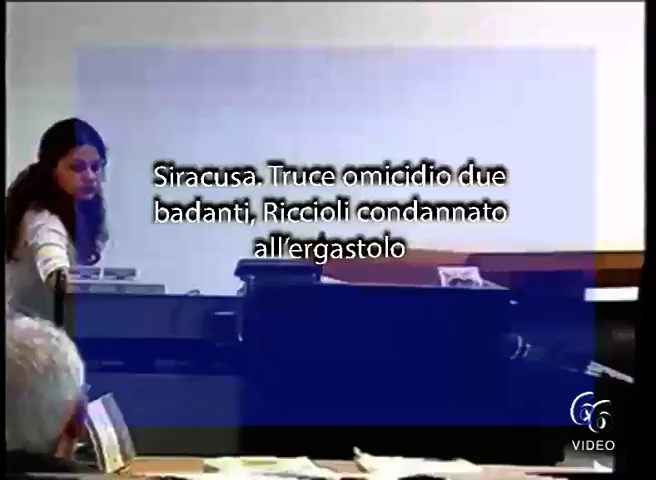 Siracusa. Truce omicidio due
badanti, Riccioli condannato
all'ergastolo
VIDEO